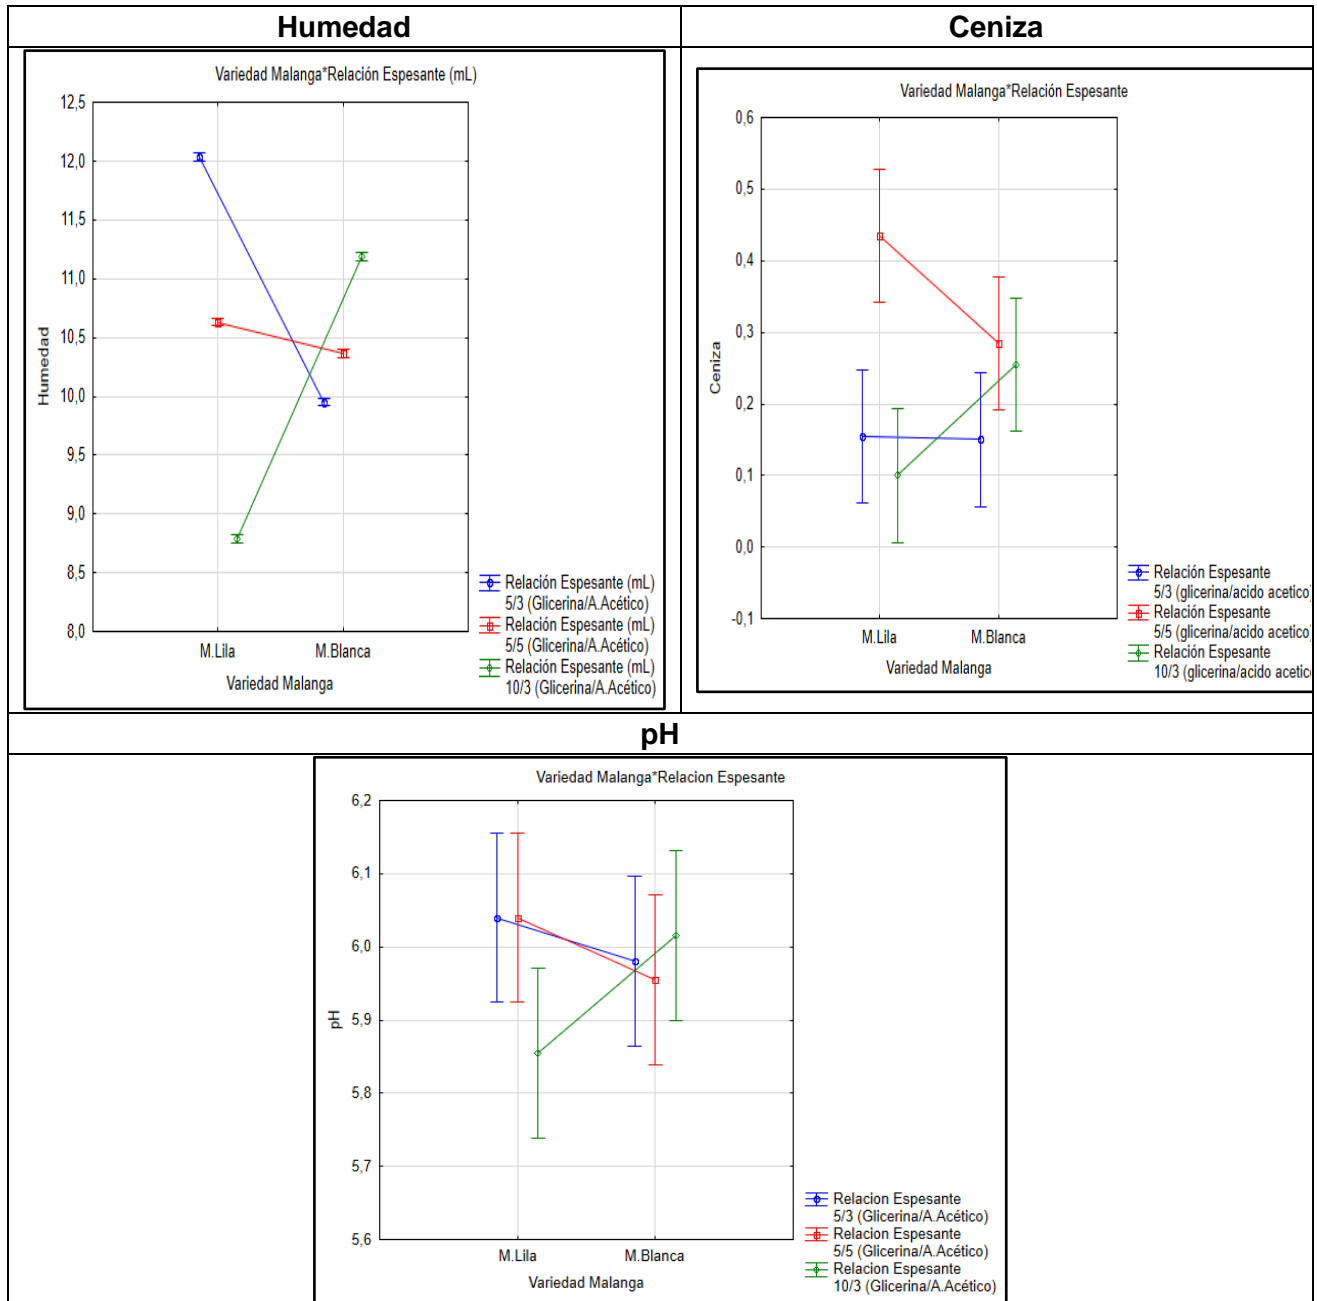 Humedad
Variedad Malanga*Relación Espesante (mL)
12,5
12,0
11,5
11,0
10,5
10,0
9,5
9,0
8,5
8,0
Humedad
M.Lila
M.Blanca
Variedad Malanga
Relación Espesante (mL)
5/3 (Glicerina/A.Acético)
Relación Espesante (mL)
5/5 (Glicerina/A.Acético)
Relación Espesante (mL)
10/3 (Glicerina/A.Acético)
Ceniza
Variedad Malanga*Relación Espesante
0,6
0,5
0,4
0,3
0,2
0,1
0,0
-0,1
Ceniza
M.Lila
M.Blanca
Variedad Malanga
Relación Espesante
5/3 (glicerina/acido acetico)
Relación Espesante
5/5 (glicerina/acido acetico)
Relación Espesante
10/3 (glicerina/acido acetico
pH
Variedad Malanga*Relacion Espesante
6,2
6,1
6,0
5,9
5,8
5,7
5,6
pH
M.Lila
M.Blanca
Variedad Malanga
Relacion Espesante
5/3 (Glicerina/A.Acético)
Relacion Espesante
5/5 (Glicerina/A.Acético)
Relacion Espesante
10/3 (Glicerina/A.Acético)